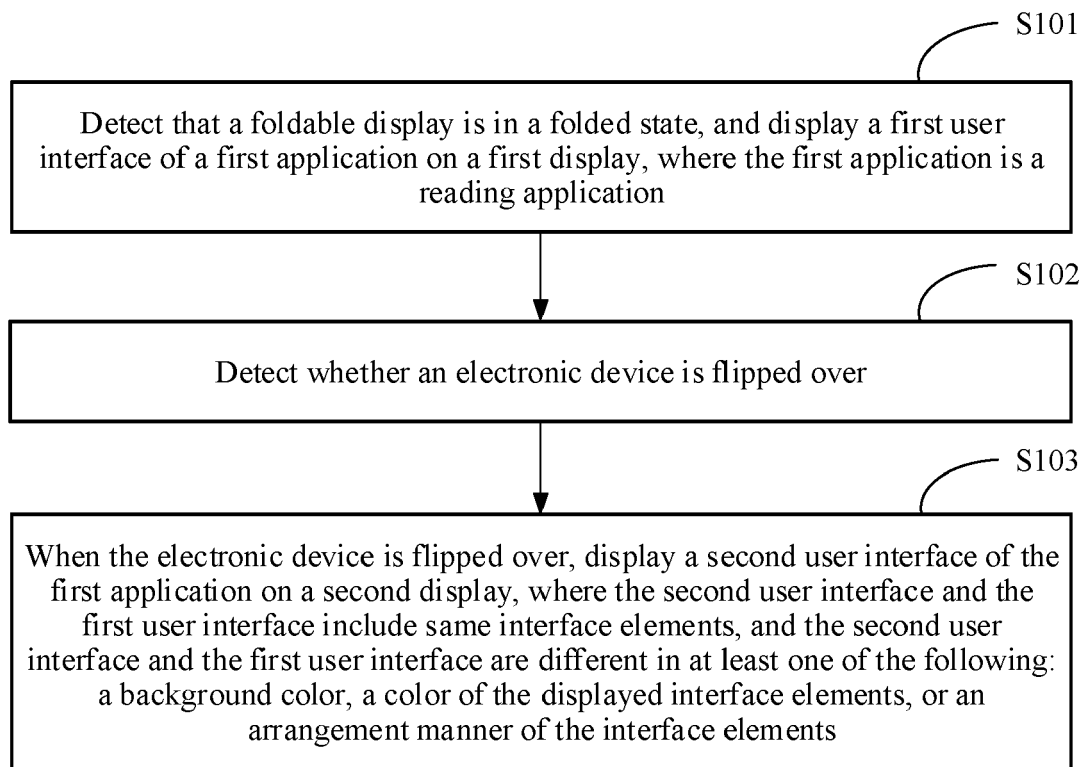 S101
Detect that a foldable display is in a folded state, and display a first user
interface of a first application on a first display, where the first application is a
reading application
S102
Detect whether an electronic device is flipped over
S103
When the electronic device is flipped over, display a second user interface of the
first application on a second display, where the second user interface and the
first user interface include same interface elements, and the second user
interface and the first user interface are different in at least one of the following:
a background color, a color of the displayed interface elements, or an
arrangement manner of the interface elements